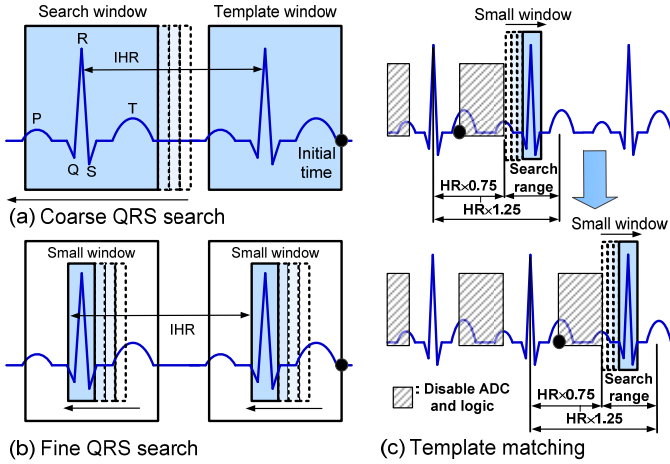 Search window
Template window
R
IHR
P
T
Q
S
Initial
time
(a) Coarse QRS search
Small window
Small window
IHR
(b) Fine QRS search
Small window
HR×0.75
Search
range
HR×1.25
Small window
: Disable ADC
and logic
HR×0.75
Search
range
HR×1.25
(c) Template matching